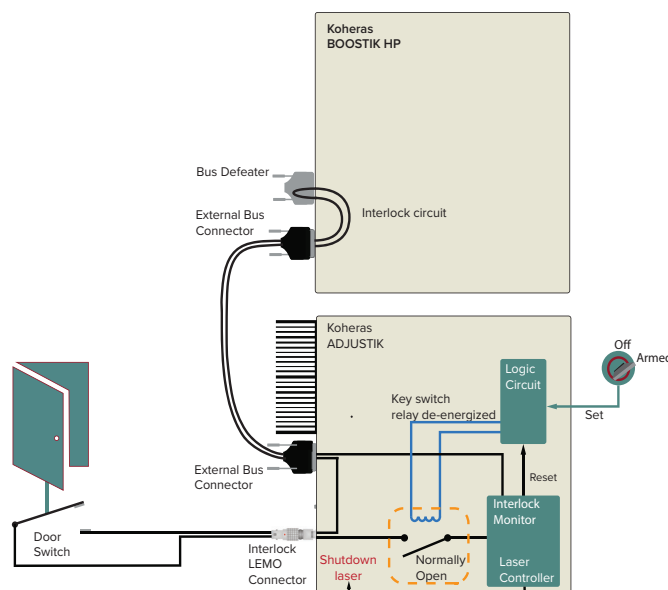 Koheras
BOOSTIK HP
Bus Defeater
External Bus
Connector
Interlock circuit
Koheras
ADJUSTIK
Off
Armed
Logic
Circuit
Key switch
relay de-energized
Set
External Bus
Connector
Reset
Interlock
Monitor
Door
Switch
Interlock
LEMO
Connector
Shutdown
laser
Normally
Open
Laser
Controller